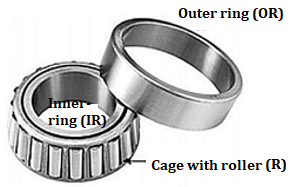 Outer ring (OR)
Inner-
ring (IR)
Cage with roller (R)